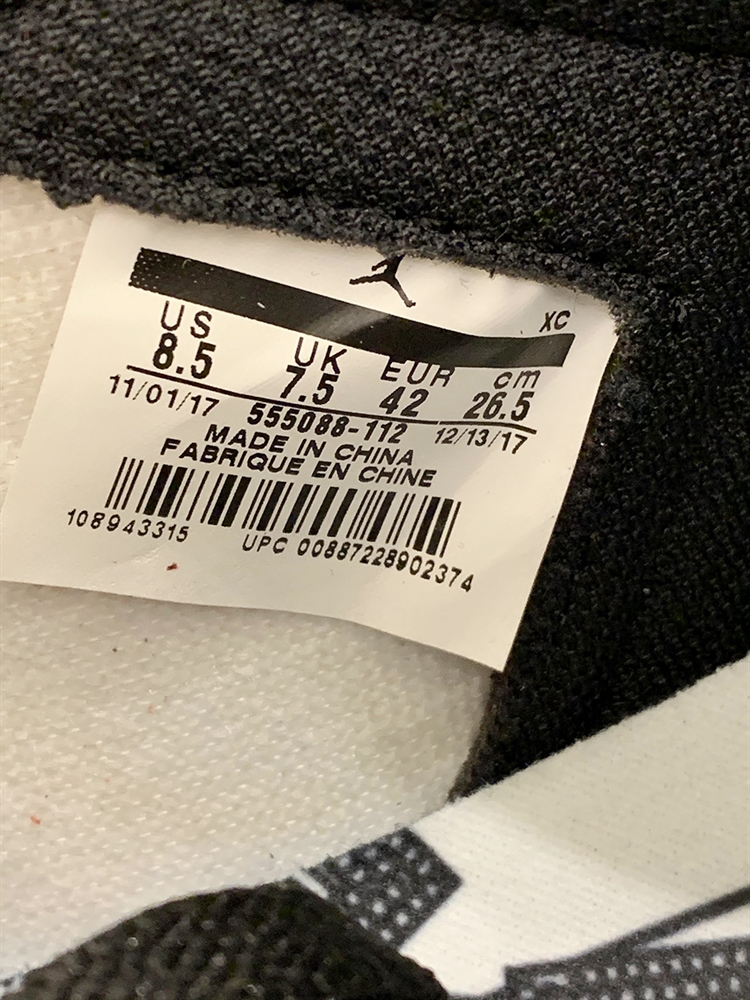 XC
US UK EUR cm
8.5 7.5 42 26.5
11/01/17 555088-112 12/13/17
MADE IN CHINA
FABRIQUE EN CHINE
108943315 UPC 00887228902374